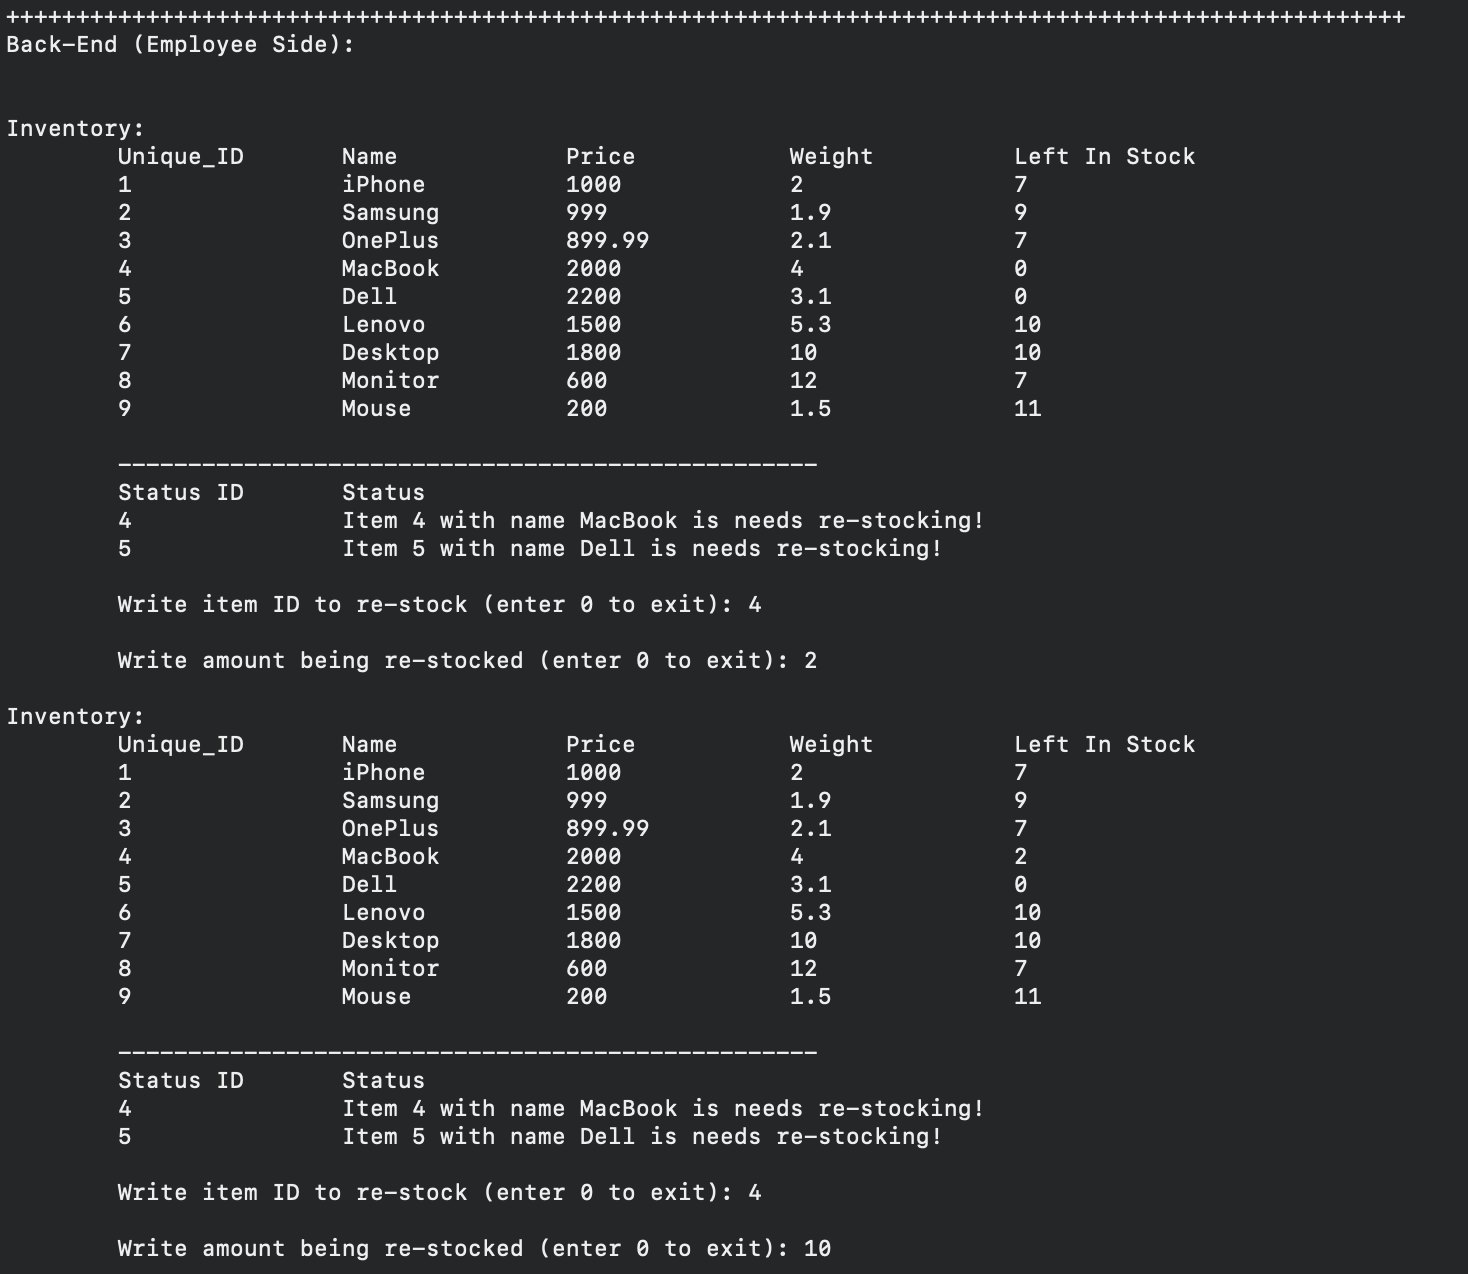 ++++++++++++++++++++++++++++++++++++++++++++++++++++++++++++++++++++++++++++++++++++++++++++++++++++
Back-End (Employee Side):
Inventory:
Unique_ID Name Price Weight Left In Stock
1 iPhone 1000 2 7
2 Samsung 999 1.9 9
3 OnePlus 899.99 2.1 7
4 MacBook 2000 4 0
5 Dell 2200 3.1 0
6 Lenovo 1500 5.3 10
7 Desktop 1800 10 10
8 Monitor 600 12 7
9 Mouse 200 1.5 11
--------------------------------------------------
Status ID Status
4 Item 4 with name MacBook is needs re-stocking!
5 Item 5 with name Dell is needs re-stocking!
Write item ID to re-stock (enter 0 to exit): 4
Write amount being re-stocked (enter 0 to exit): 2
Inventory:
Unique_ID Name Price Weight Left In Stock
1 iPhone 1000 2 7
2 Samsung 999 1.9 9
3 OnePlus 899.99 2.1 7
4 MacBook 2000 4 2
5 Dell 2200 3.1 0
6 Lenovo 1500 5.3 10
7 Desktop 1800 10 10
8 Monitor 600 12 7
9 Mouse 200 1.5 11
--------------------------------------------------
Status ID Status
4 Item 4 with name MacBook is needs re-stocking!
5 Item 5 with name Dell is needs re-stocking!
Write item ID to re-stock (enter 0 to exit): 4
Write amount being re-stocked (enter 0 to exit): 10